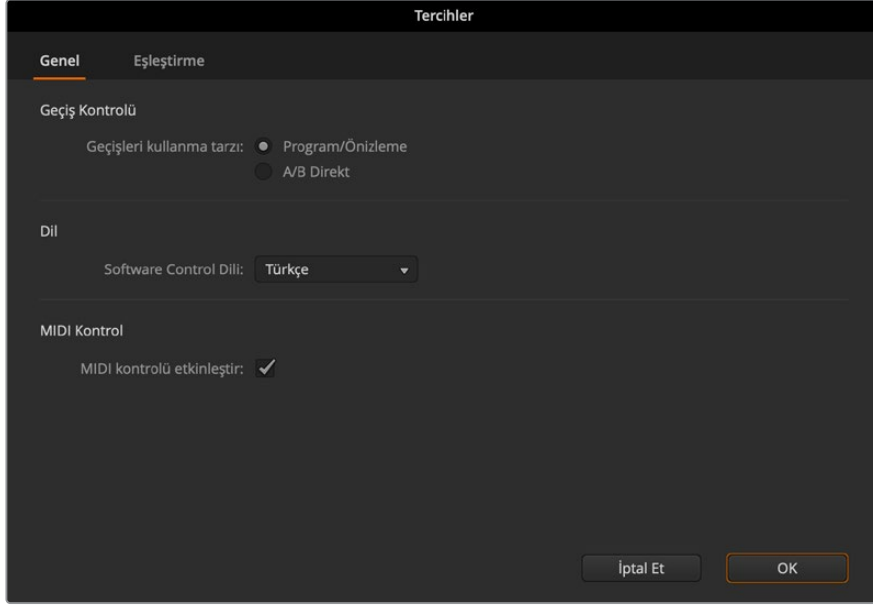 Tercihler
Genel Eşleştirme
Geçiş Kontrolü
Geçişleri kullanma tarzı: Program/Önizleme
A/B Direkt
Dil
Software Control Dili: Türkçe
MIDI Kontrol
MIDI kontrolü etkinleştir:
İptal Et OK